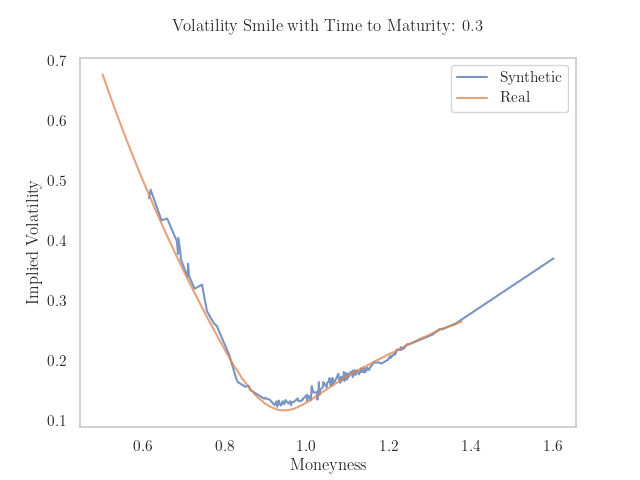 Volatility Smile with Time to Maturity: 0.3
Synthetic
Real
Implied Volatility
0.7
0.6
0.5
0.4
0.3
0.2
0.1
0.6 0.8 1.0 1.2 1.4 1.6
Moneyness